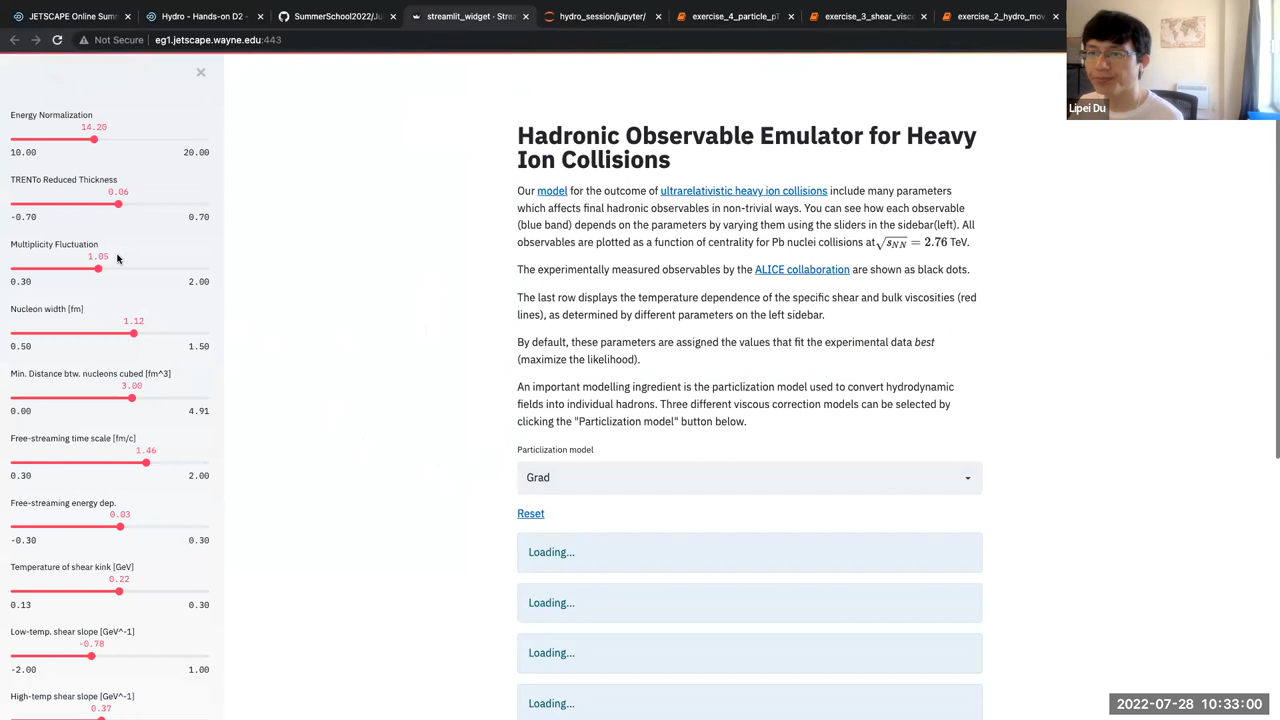 JETSCAPE Online Summ
Hydro - Hands-on D2 -
SummerSchool2022/Ju
streamlit_widget · Strea
hydro_session/jupyter/
exercise_4_particle_pT
exercise_3_shear_visc
exercise_2_hydro_mov
Not Secure
eg1.jetscape.wayne.edu:443
Lipei Du
Energy Normalization
14.20
10.00 20.00
TRENTo Reduced Thickness
0.06
-0.70 0.70
Multiplicity Fluctuation
1.05
0.30 2.00
Nucleon width [fm]
1.12
0.50 1.50
Min. Distance btw. nucleons cubed [fm^3]
3.00
0.00 4.91
Free-streaming time scale [fm/c]
1.46
0.30 2.00
Free-streaming energy dep.
0.03
-0.30 0.30
Temperature of shear kink [GeV]
0.22
0.13 0.30
Low-temp. shear slope [GeV^-1]
-0.78
-2.00 1.00
High-temp shear slope [GeV^-1]
0.37
Hadronic Observable Emulator for Heavy
Ion Collisions
Our model for the outcome of ultrarelativistic heavy ion collisions include many parameters
which affects final hadronic observables in non-trivial ways. You can see how each observable
(blue band) depends on the parameters by varying them using the sliders in the sidebar(left). All
observables are plotted as a function of centrality for Pb nuclei collisions at √sNN = 2.76 TeV.
The experimentally measured observables by the ALICE collaboration are shown as black dots.
The last row displays the temperature dependence of the specific shear and bulk viscosities (red
lines), as determined by different parameters on the left sidebar.
By default, these parameters are assigned the values that fit the experimental data best
(maximize the likelihood).
An important modelling ingredient is the particlization model used to convert hydrodynamic
fields into individual hadrons. Three different viscous correction models can be selected by
clicking the "Particlization model" button below.
Particlization model
Grad
Reset
Loading...
Loading...
Loading...
Loading...
2022-07-28 10:33:00